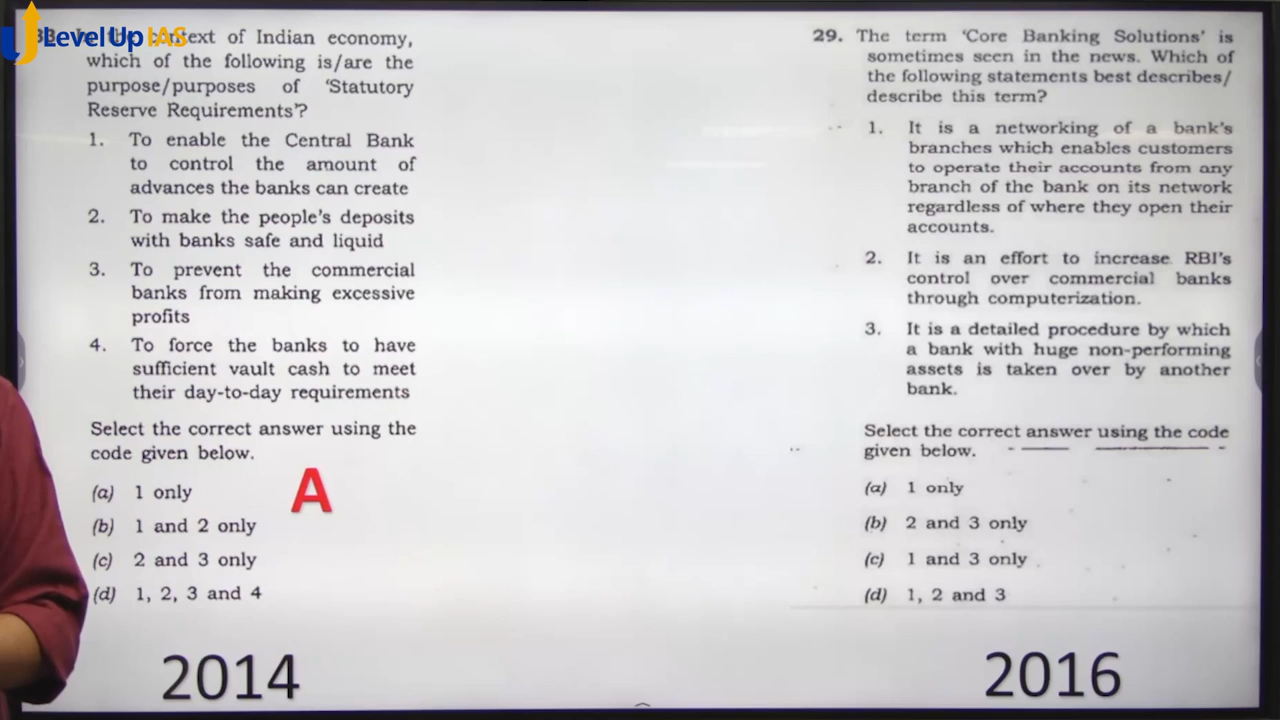 Level Up IAS
33. In the context of Indian economy,
which of the following is/are the
purpose/purposes of 'Statutory
Reserve Requirements'?
1. To enable the Central Bank
to control the amount of
advances the banks can create
2. To make the people's deposits
with banks safe and liquid
3. To prevent the commercial
banks from making excessive
profits
4. To force the banks to have
sufficient vault cash to meet
their day-to-day requirements
Select the correct answer using the
code given below.
(a) 1 only
A
(b) 1 and 2 only
(c) 2 and 3 only
(d) 1, 2, 3 and 4
2014
29. The term 'Core Banking Solutions' is
sometimes seen in the news. Which of
the following statements best describes/
describe this term?
1. It is a networking of a bank's
branches which enables customers
to operate their accounts from any
branch of the bank on its network
regardless of where they open their
accounts.
2. It is an effort to increase RBI's
control over commercial banks
through computerization.
3. It is a detailed procedure by which
a bank with huge non-performing
assets is taken over by another
bank.
Select the correct answer using the code
given below.
(a) 1 only
(b) 2 and 3 only
(c) 1 and 3 only
(d) 1, 2 and 3
2016